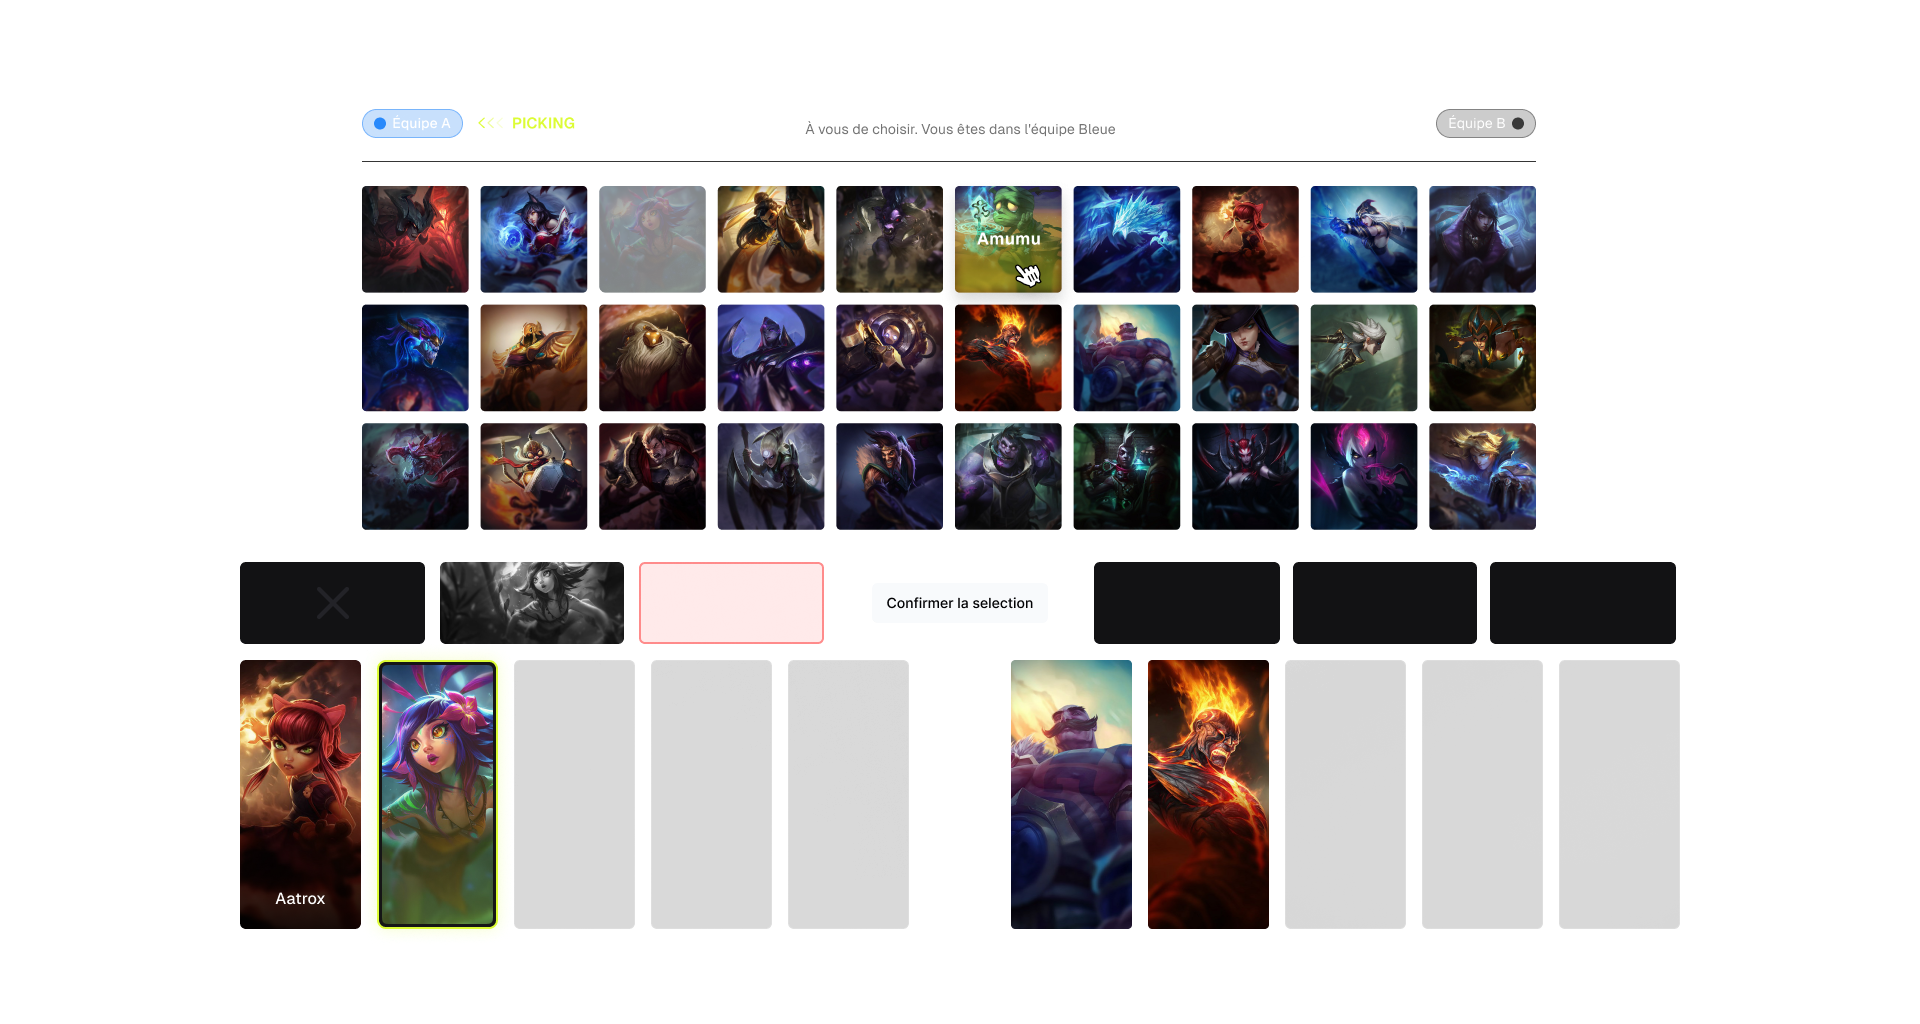 Équipe A
PICKING
À vous de choisir. Vous êtes dans l'équipe Bleue
Équipe B
Amumu
Confirmer la selection
Aatrox